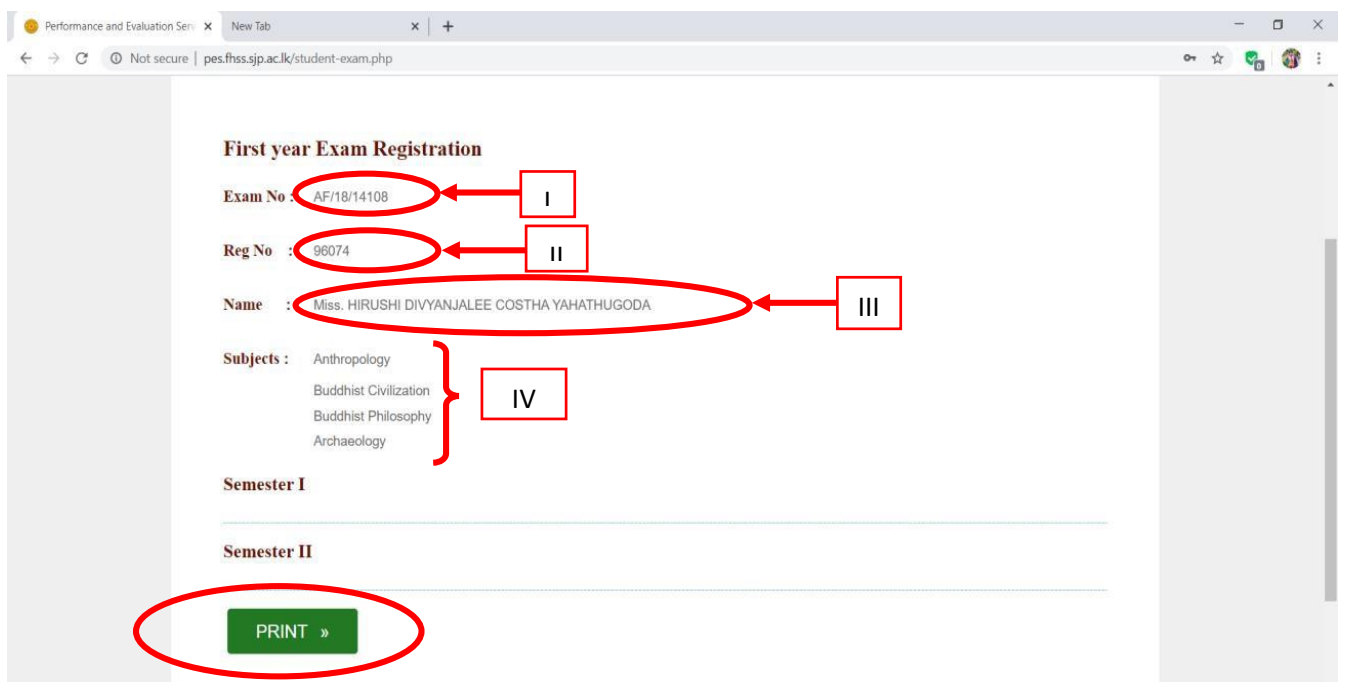 Performance and Evaluation Serv
New Tab
Not secure | pes.fhss.sjp.ac.lk/student-exam.php
First year Exam Registration
Exam No : AF/18/14108
I
Reg No : 96074
II
Name : Miss. HIRUSHI DIVYANJALEE COSTHA YAHATHUGODA
III
Subjects : Anthropology
Buddhist Civilization
IV
Buddhist Philosophy
Archaeology
Semester I
Semester II
PRINT »